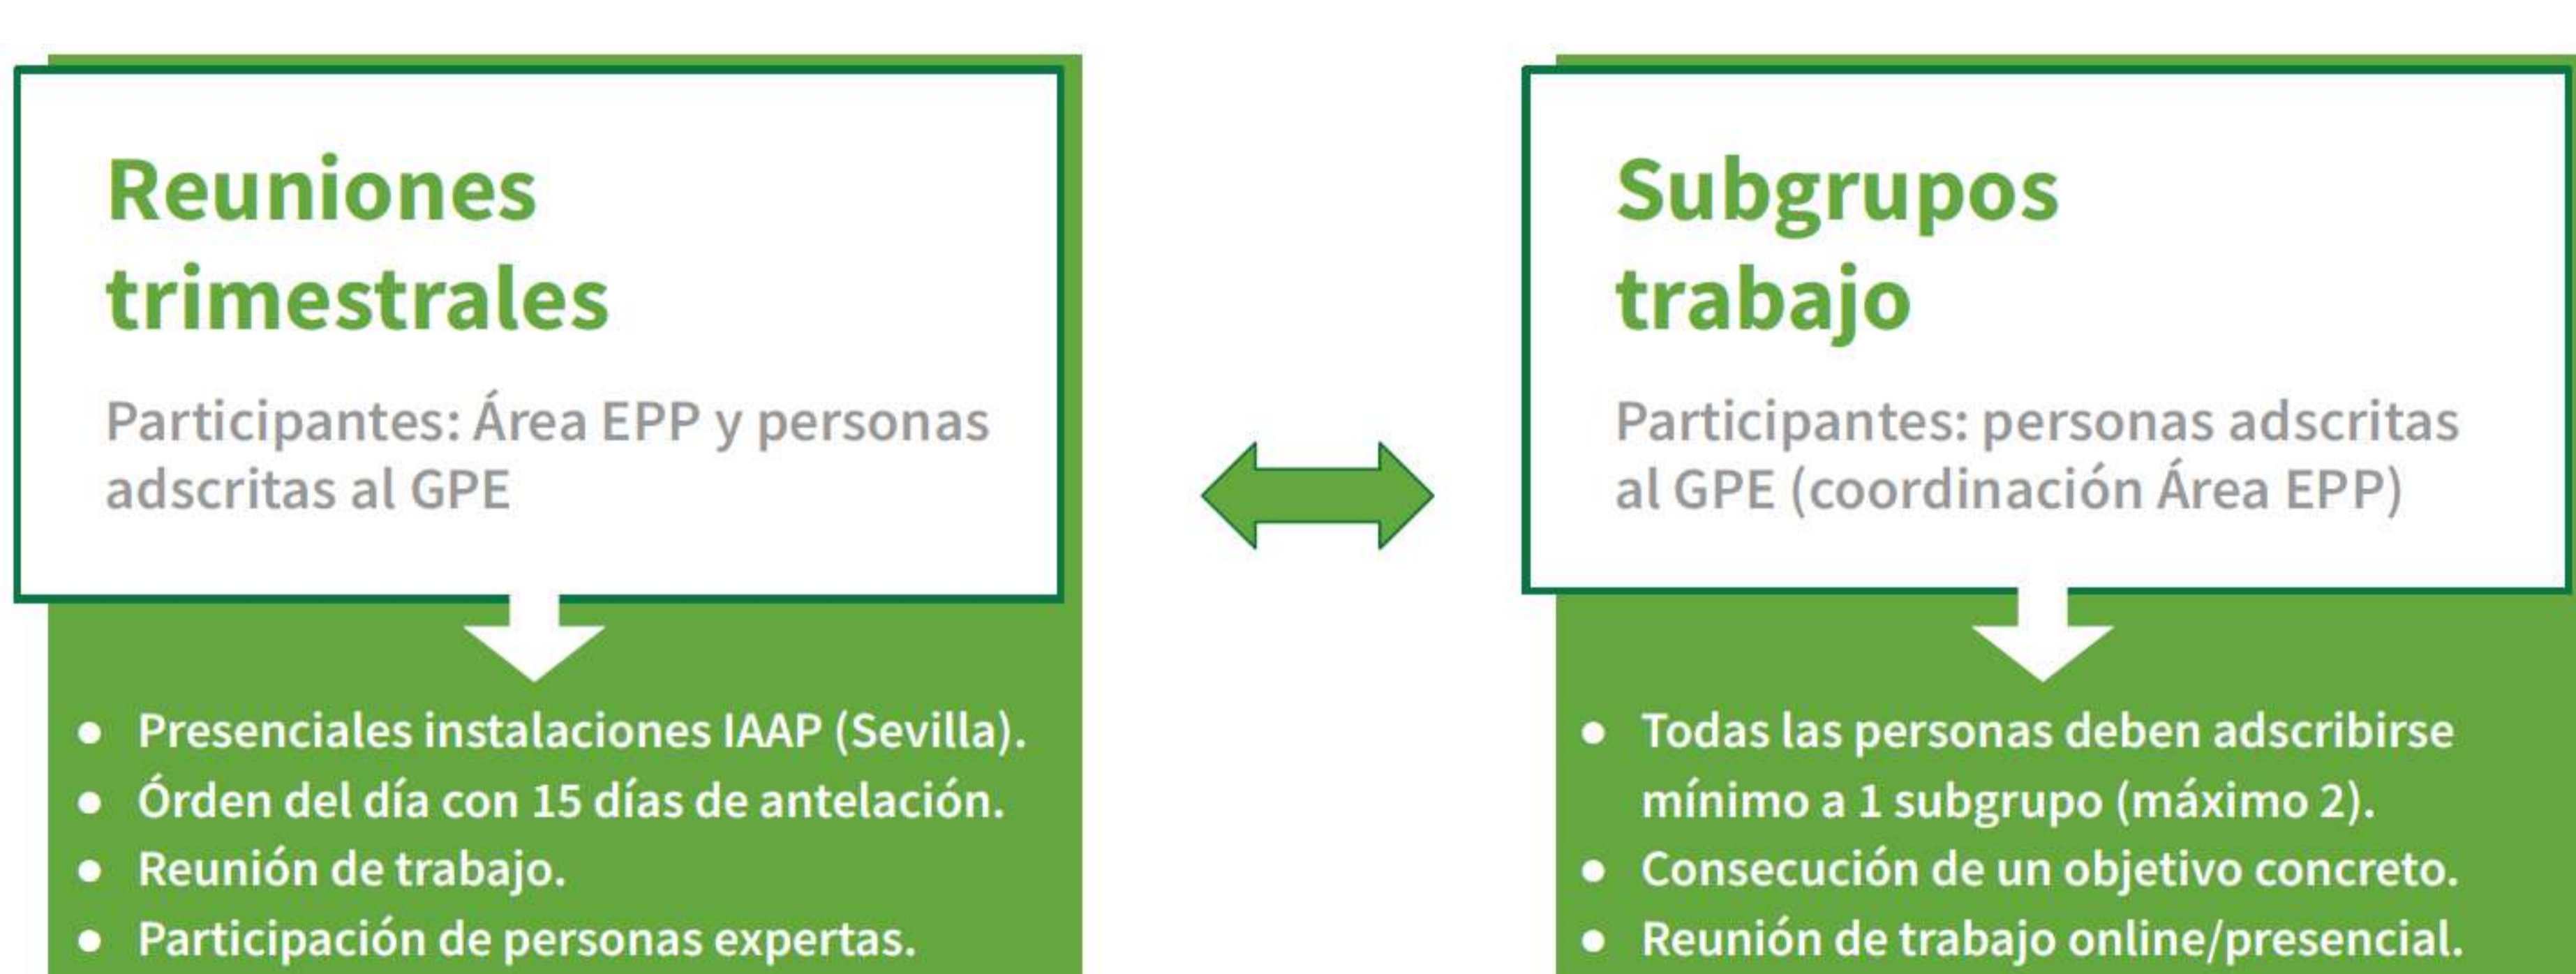 Reuniones
trimestrales
Participantes: Área EPP y personas
adscritas al GPE
● Presenciales instalaciones IAAP (Sevilla).
● Órden del día con 15 días de antelación.
● Reunión de trabajo.
● Participación de personas expertas.
Subgrupos
trabajo
Participantes: personas adscritas
al GPE (coordinación Área EPP)
● Todas las personas deben adscribirse
mínimo a 1 subgrupo (máximo 2).
● Consecución de un objetivo concreto.
● Reunión de trabajo online/presencial.